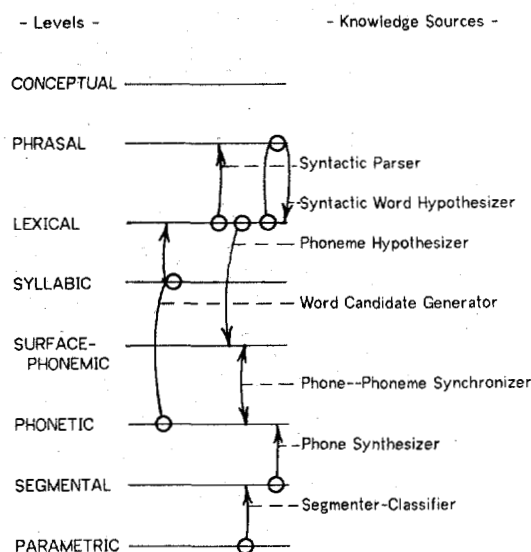 - Levels -
- Knowledge Sources -
CONCEPTUAL
PHRASAL
Syntactic Parser
Syntactic Word Hypothesizer
LEXICAL
Phoneme Hypothesizer
SYLLABIC
Word Candidate Generator
SURFACE-
PHONEMIC
Phone--Phoneme Synchronizer
PHONETIC
Phone Synthesizer
SEGMENTAL
Segmenter-Classifier
PARAMETRIC